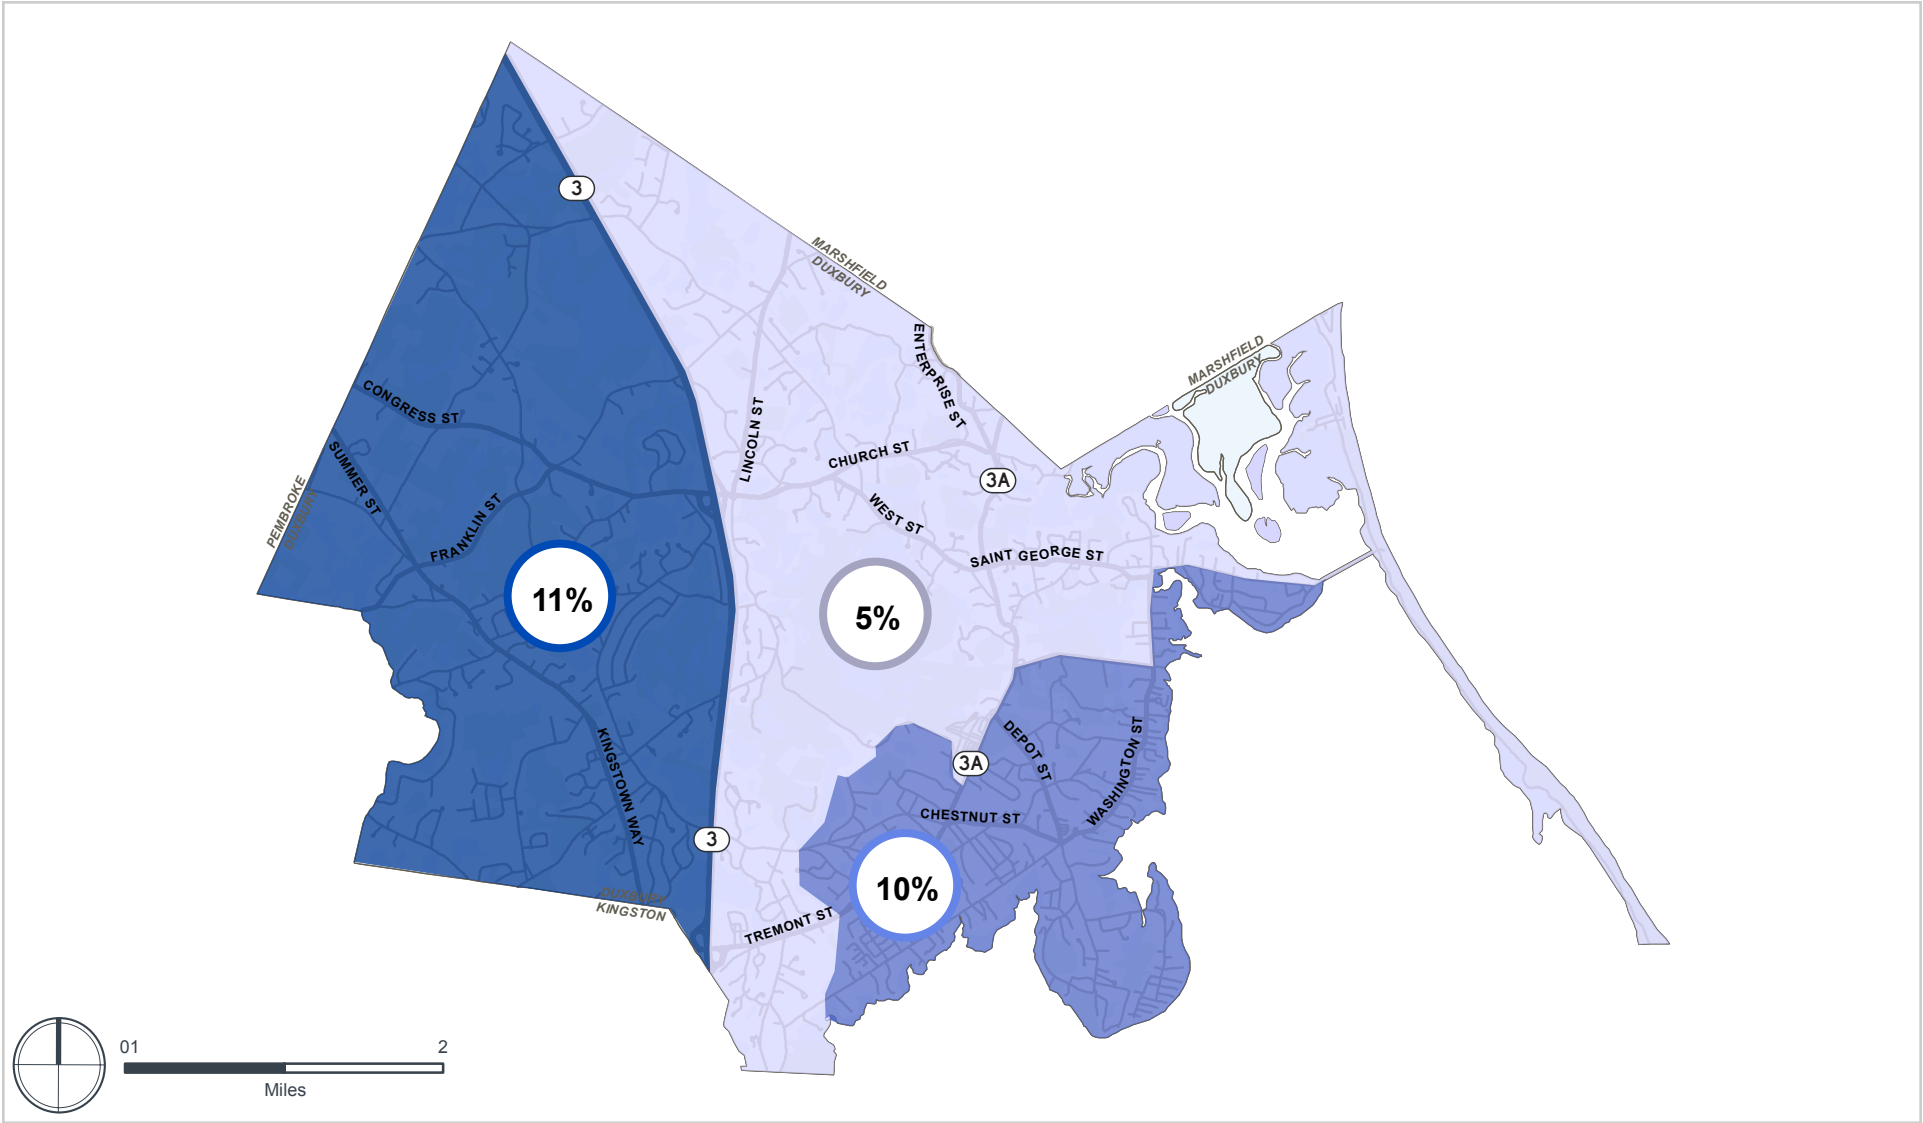 3
MARSHFIELD
DUXBURY
ENTERPRISE ST
MARSHFIELD
DUXBURY
CONGRESS ST
LINCOLN ST
SUMMER ST
CHURCH ST
3A
PEMBROKE
DUXBURY
FRANKLIN ST
WEST ST
SAINT GEORGE ST
11%
5%
KINGSTOWN WAY
DEPOT ST
WASHINGTON ST
3A
CHESTNUT ST
3
10%
DUXBURY
KINGSTON
TREMONT ST
01 2
Miles